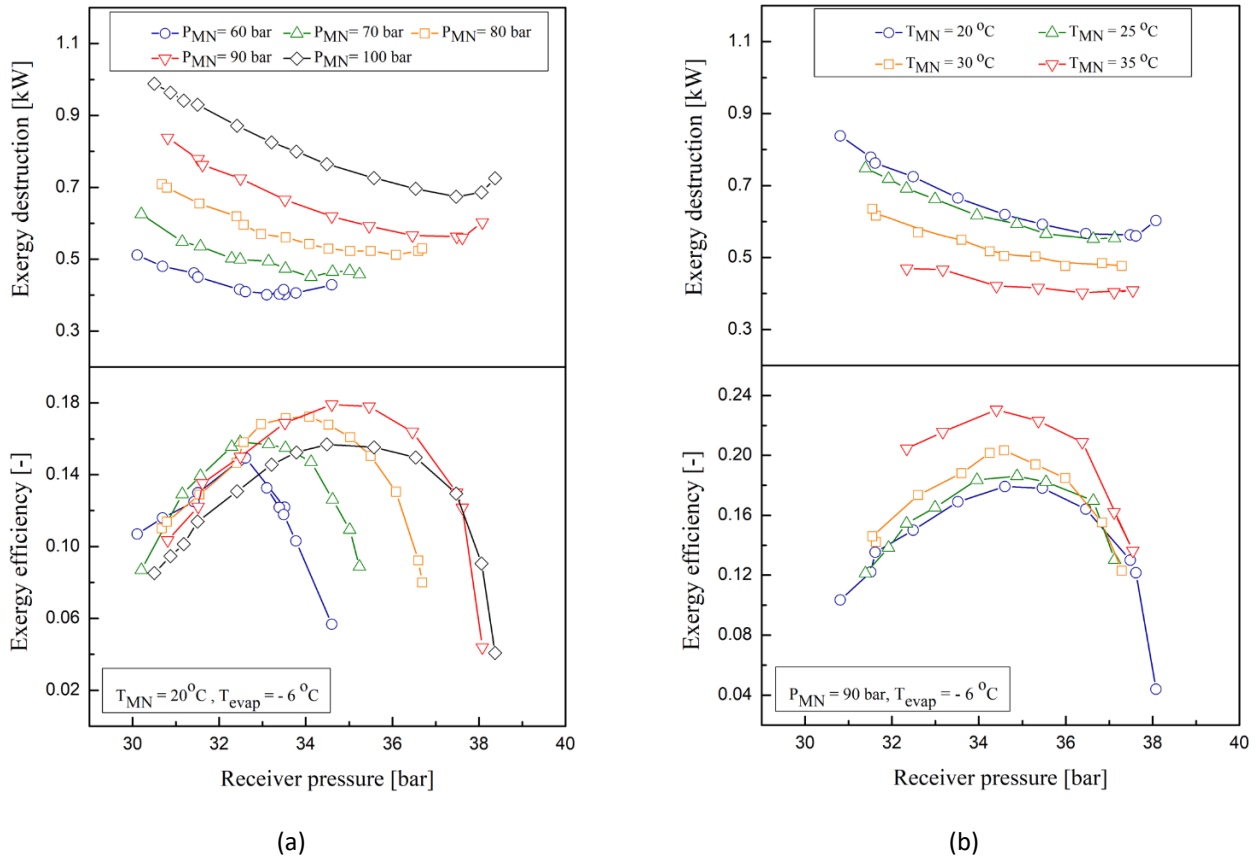 P_MN= 60 bar P_MN= 70 bar P_MN= 80 bar
P_MN= 90 bar P_MN= 100 bar
1.1
0.9
0.7
0.5
0.3
Exergy destruction [kW]
0.18
0.14
0.10
0.06
0.02
Exergy efficiency [-]
T_MN = 20°C , T_evap = - 6 °C
30 32 34 36 38 40
Receiver pressure [bar]
(a)
T_MN = 20 °C T_MN = 25 °C
T_MN = 30 °C T_MN = 35 °C
1.1
0.9
0.7
0.5
0.3
Exergy destruction [kW]
0.24
0.20
0.16
0.12
0.08
0.04
Exergy efficiency [-]
P_MN = 90 bar, T_evap = - 6 °C
30 32 34 36 38 40
Receiver pressure [bar]
(b)